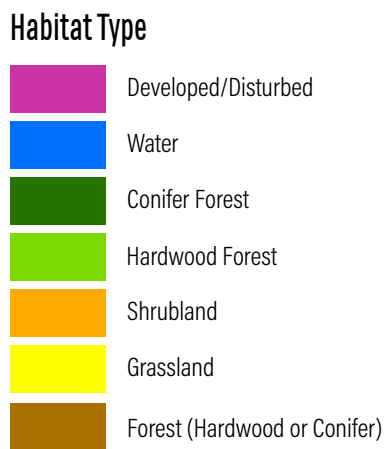 Habitat Type
Developed/Disturbed
Water
Conifer Forest
Hardwood Forest
Shrubland
Grassland
Forest (Hardwood or Conifer)